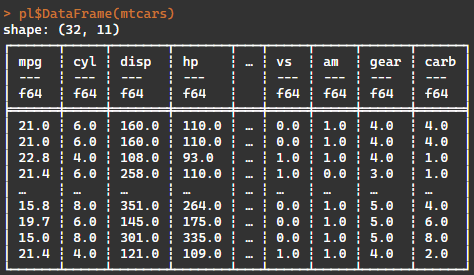 > pl$DataFrame(mtcars)
shape: (32, 11)
mpg cyl disp hp … vs am gear carb
--- --- --- --- --- --- --- ---
f64 f64 f64 f64 f64 f64 f64 f64
21.0 6.0 160.0 110.0 … 0.0 1.0 4.0 4.0
21.0 6.0 160.0 110.0 … 0.0 1.0 4.0 4.0
22.8 4.0 108.0 93.0 … 1.0 1.0 4.0 1.0
21.4 6.0 258.0 110.0 … 1.0 0.0 3.0 1.0
… … … … … … … … …
15.8 8.0 351.0 264.0 … 0.0 1.0 5.0 4.0
19.7 6.0 145.0 175.0 … 0.0 1.0 5.0 6.0
15.0 8.0 301.0 335.0 … 0.0 1.0 5.0 8.0
21.4 4.0 121.0 109.0 … 1.0 1.0 4.0 2.0